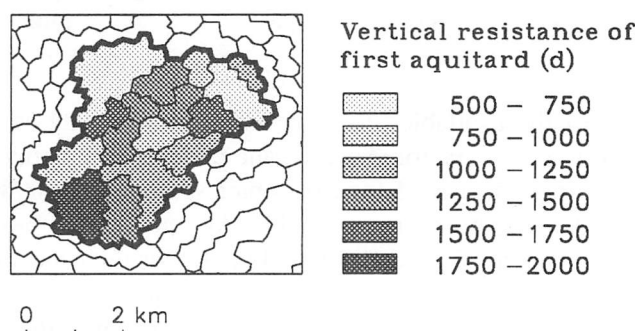 Vertical resistance of
first aquitard (d)
500 – 750
750 – 1000
1000 – 1250
1250 – 1500
1500 – 1750
1750 – 2000
0 2 km